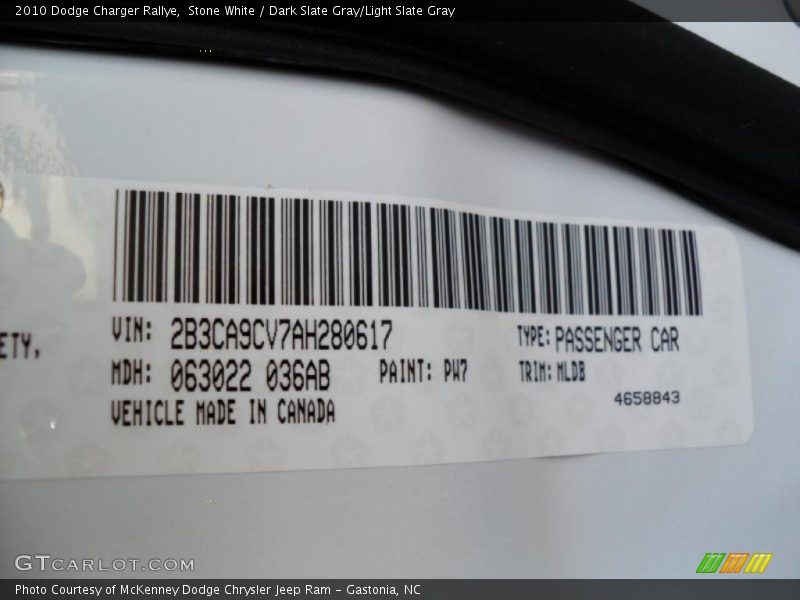 2010 Dodge Charger Rallye, Stone White / Dark Slate Gray/Light Slate Gray
ETY,
VIN: 2B3CA9CV7AH280617 TYPE: PASSENGER CAR
MDH: 063022 036AB PAINT: PW7 TRIM: MLDB
VEHICLE MADE IN CANADA 4658843
GTCARLOT.COM
Photo Courtesy of McKenney Dodge Chrysler Jeep Ram - Gastonia, NC